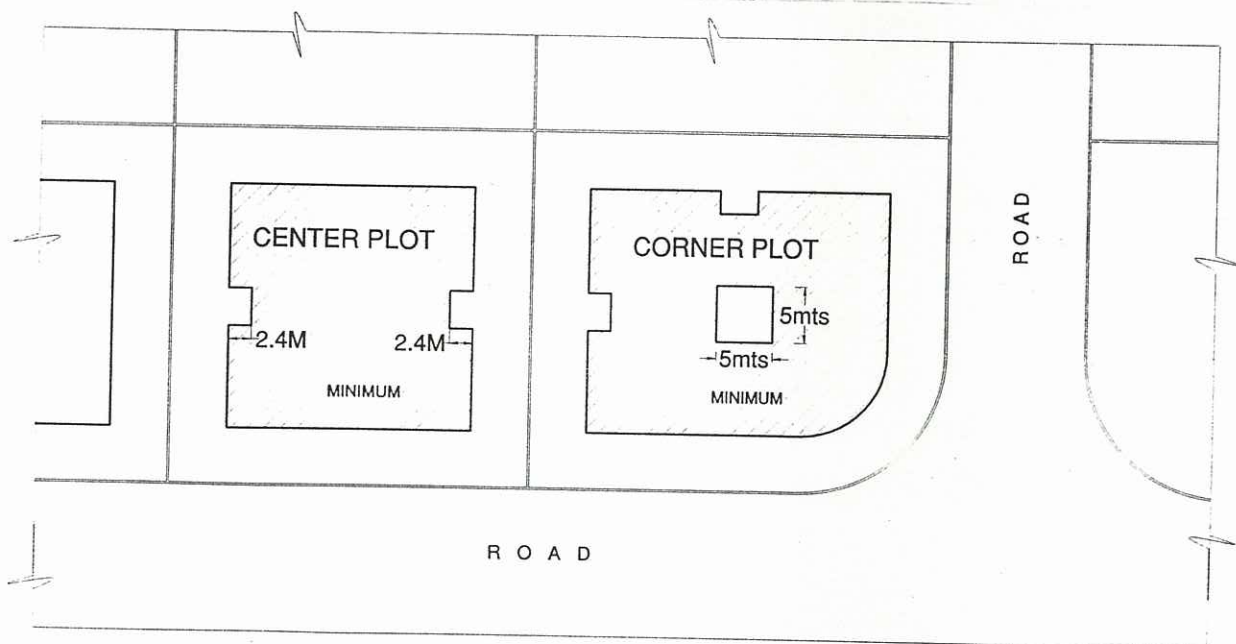 CENTER PLOT
2.4M
2.4M
MINIMUM
CORNER PLOT
5mts
5mts
MINIMUM
ROAD
ROAD